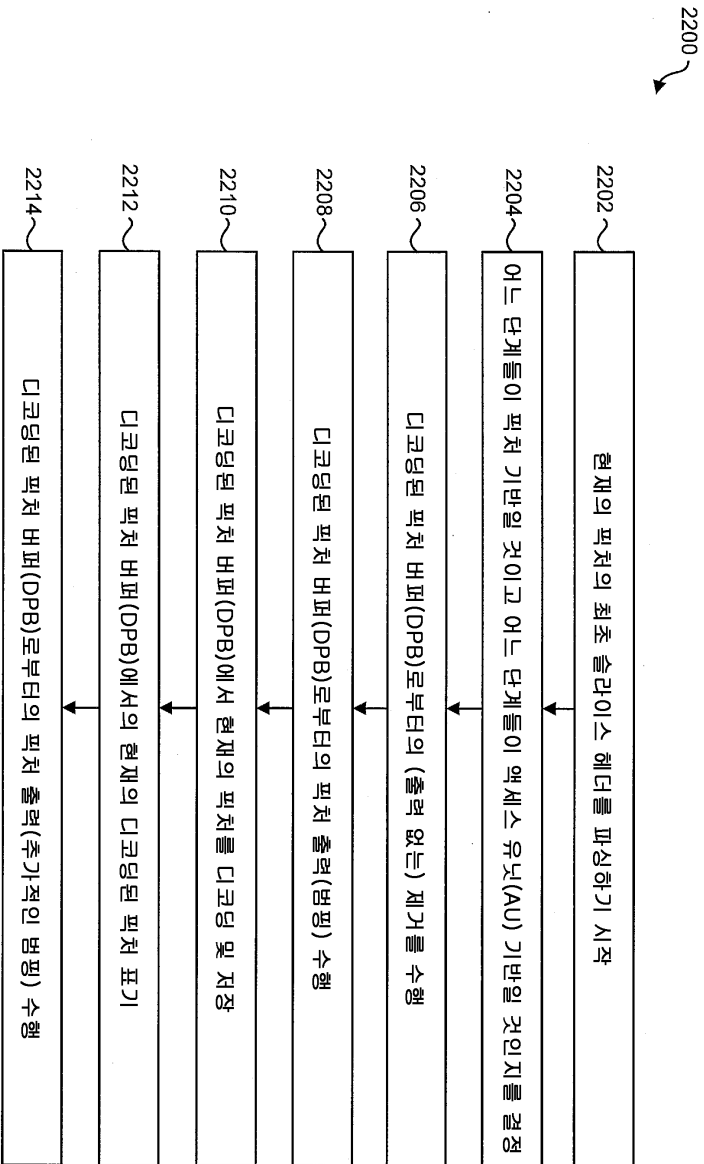 2200
2202
현재의 픽처의 최초 슬라이스 헤더를 파싱하기 시작
2204
어느 단계들이 픽처 기반일 것이고 어느 단계들이 액세스 유닛(AU) 기반일 것인지를 결정
2206
디코딩된 픽처 버퍼(DPB)로부터의 (출력 없는) 제거를 수행
2208
디코딩된 픽처 버퍼(DPB)로부터의 픽처 출력(범핑) 수행
2210
디코딩된 픽처 버퍼(DPB)에서 현재의 픽처를 디코딩 및 저장
2212
디코딩된 픽처 버퍼(DPB)에서의 현재의 디코딩된 픽처 표기
2214
디코딩된 픽처 버퍼(DPB)로부터의 픽처 출력(추가적인 범핑) 수행